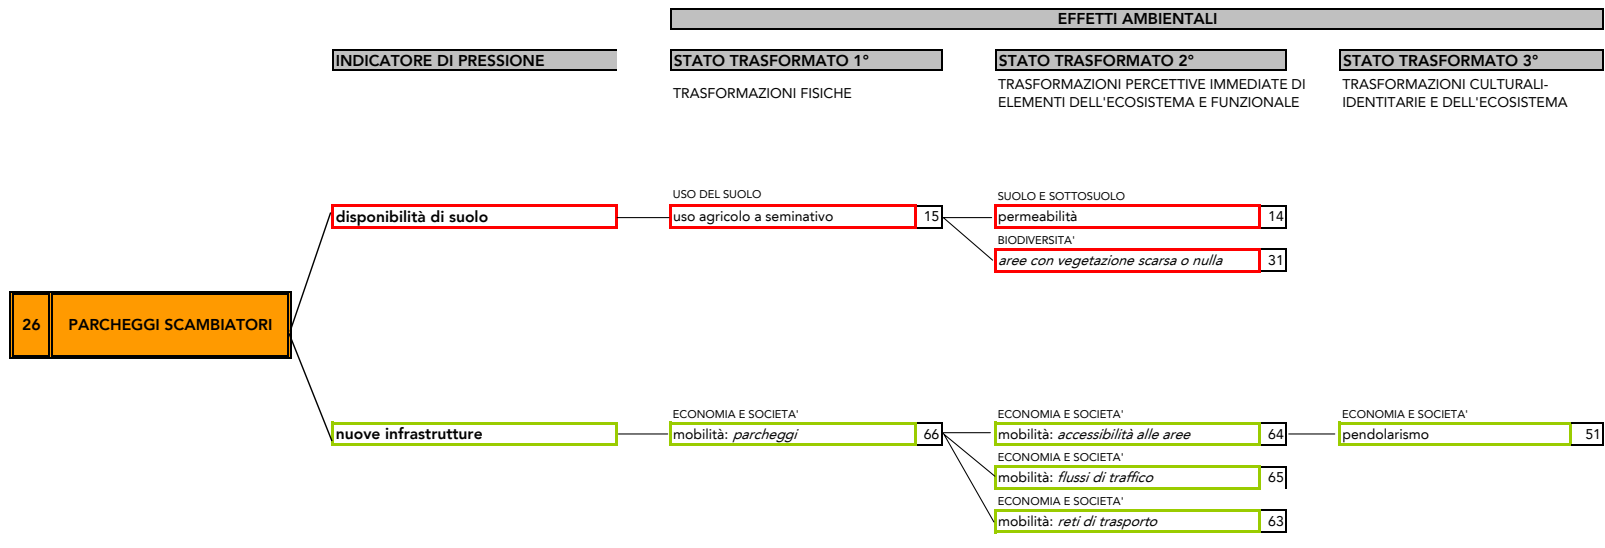 EFFETTI AMBIENTALI
INDICATORE DI PRESSIONE
STATO TRASFORMATO 1°
STATO TRASFORMATO 2°
STATO TRASFORMATO 3°
TRASFORMAZIONI FISICHE
TRASFORMAZIONI PERCETTIVE IMMEDIATE DI
ELEMENTI DELL'ECOSISTEMA E FUNZIONALE
TRASFORMAZIONI CULTURALI-
IDENTITARIE E DELL'ECOSISTEMA
USO DEL SUOLO
SUOLO E SOTTOSUOLO
disponibilità di suolo
uso agricolo a seminativo 15
permeabilità 14
BIODIVERSITA'
aree con vegetazione scarsa o nulla 31
26 PARCHEGGI SCAMBIATORI
ECONOMIA E SOCIETA'
ECONOMIA E SOCIETA'
ECONOMIA E SOCIETA'
nuove infrastrutture
mobilità: parcheggi 66
mobilità: accessibilità alle aree 64
pendolarismo 51
ECONOMIA E SOCIETA'
mobilità: flussi di traffico 65
ECONOMIA E SOCIETA'
mobilità: reti di trasporto 63